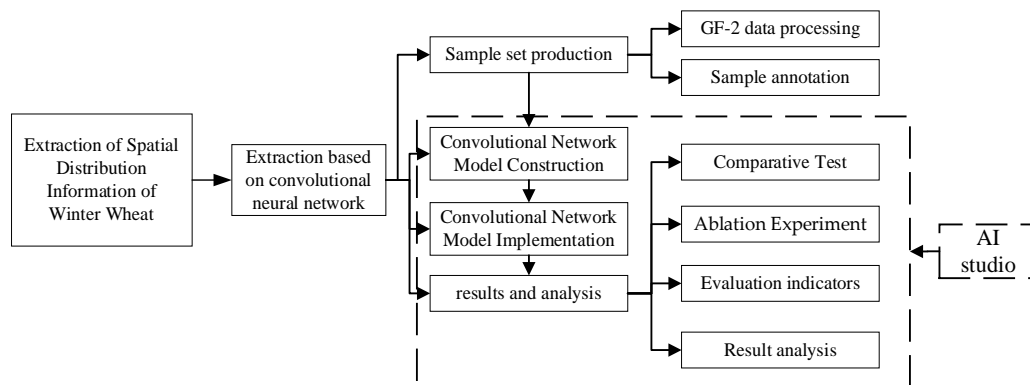 GF-2 data processing
Sample set production
Sample annotation
Extraction of Spatial
Distribution
Information of
Winter Wheat
Extraction based
on convolutional
neural network
Convolutional Network
Model Construction
Comparative Test
Convolutional Network
Model Implementation
Ablation Experiment
AI
studio
results and analysis
Evaluation indicators
Result analysis